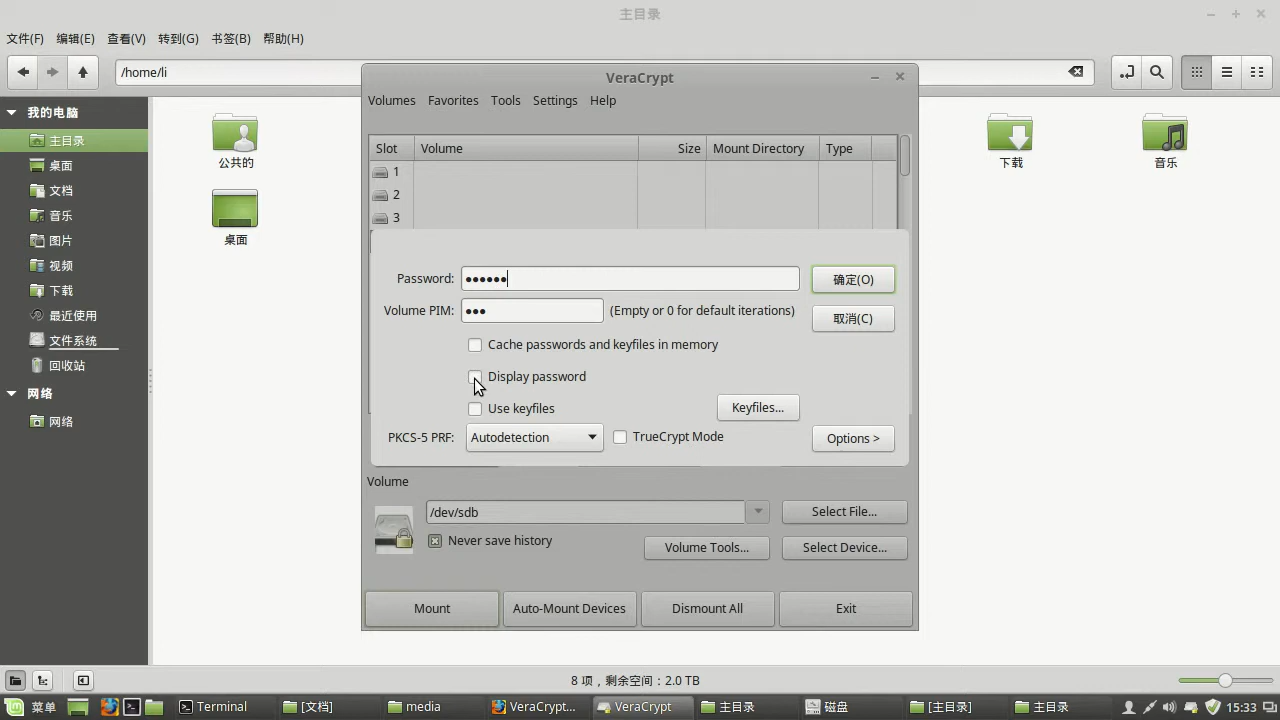 主目录
文件(F) 编辑(E) 查看(V) 转到(G) 书签(B) 帮助(H)
/home/li
我的电脑
主目录
桌面
文档
音乐
图片
视频
下载
最近使用
文件系统
回收站
网络
网络
公共的
桌面
下载
音乐
VeraCrypt
Volumes Favorites Tools Settings Help
Slot Volume Size Mount Directory Type
1
2
3
Password: ●●●●●● 确定(O)
Volume PIM: ●●● (Empty or 0 for default iterations) 取消(C)
Cache passwords and keyfiles in memory
Display password
Use keyfiles Keyfiles...
PKCS-5 PRF: Autodetection TrueCrypt Mode Options >
Volume
/dev/sdb Select File...
Never save history Volume Tools... Select Device...
Mount Auto-Mount Devices Dismount All Exit
8 项，剩余空间：2.0 TB
菜单 Terminal [文档] media VeraCrypt... VeraCrypt 主目录 磁盘 [主目录] 主目录 15:33